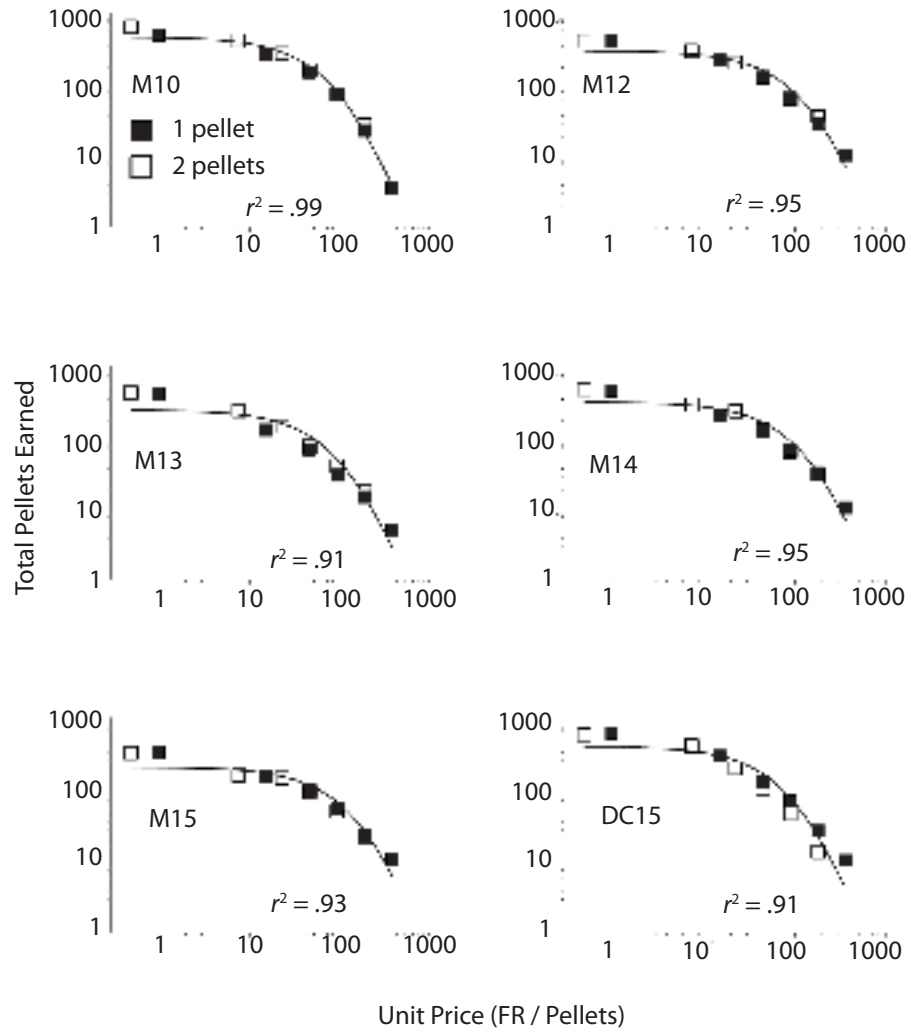 1000
100
10
1
M10
1 pellet
2 pellets
r² = .99
1 10 100 1000
1000
100
10
1
M12
r² = .95
1 10 100 1000
Total Pellets Earned
1000
100
10
1
M13
r² = .91
1 10 100 1000
1000
100
10
1
M14
r² = .95
1 10 100 1000
1000
100
10
1
M15
r² = .93
1 10 100 1000
1000
100
10
1
DC15
r² = .91
1 10 100 1000
Unit Price (FR / Pellets)